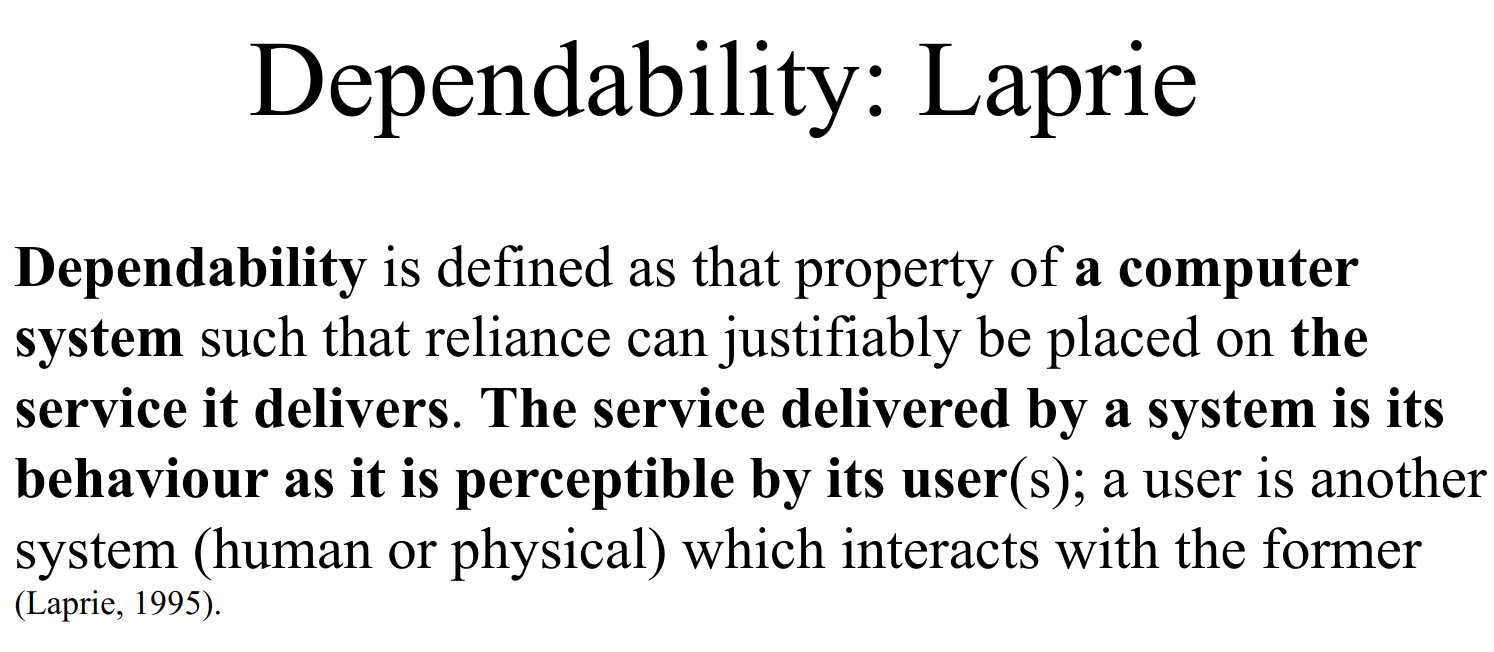 Dependability: Laprie
Dependability is defined as that property of a computer
system such that reliance can justifiably be placed on the
service it delivers. The service delivered by a system is its
behaviour as it is perceptible by its user(s); a user is another
system (human or physical) which interacts with the former
(Laprie, 1995).